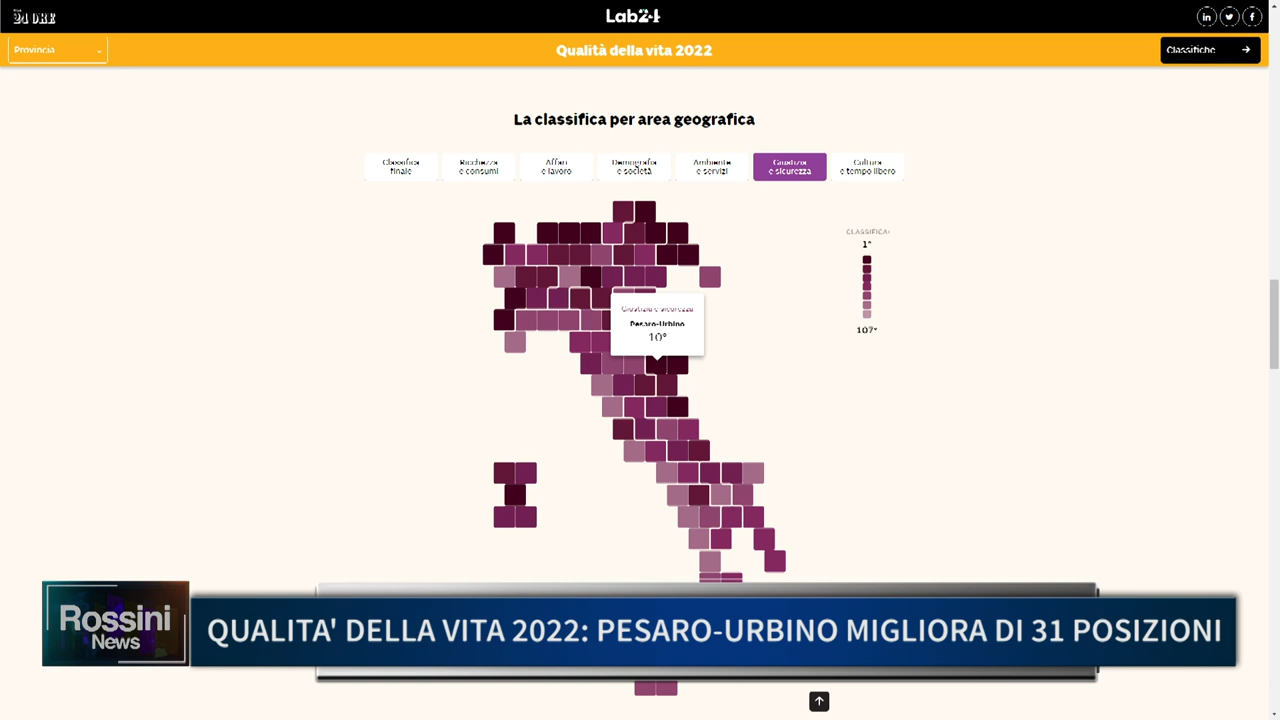 24 ORE
Lab24
Provincia
Qualità della vita 2022
Classifiche
La classifica per area geografica
Classifica
finale
Ricchezza
e consumi
Affari
e lavoro
Demografia
e società
Ambiente
e servizi
Giustizia
e sicurezza
Cultura
e tempo libero
CLASSIFICA:
1°
107°
Giustizia e sicurezza
Pesaro-Urbino
10°
Rossini
News
QUALITA' DELLA VITA 2022: PESARO-URBINO MIGLIORA DI 31 POSIZIONI